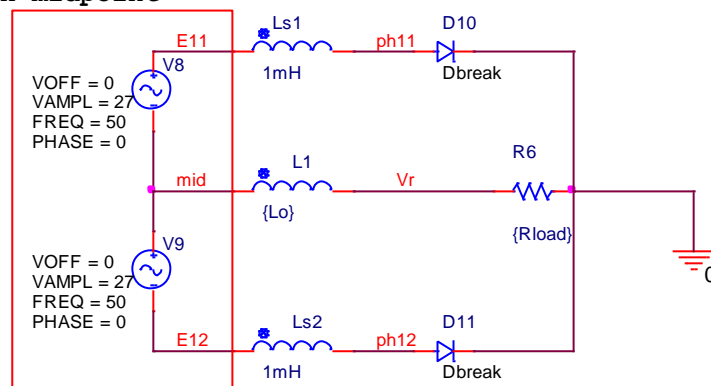 E11
Ls1
ph11
D10
V8
1mH
Dbreak
VOFF = 0
VAMPL = 27
FREQ = 50
PHASE = 0
mid
L1
Vr
R6
{Lo}
{Rload}
V9
VOFF = 0
VAMPL = 27
FREQ = 50
PHASE = 0
0
E12
Ls2
ph12
D11
1mH
Dbreak